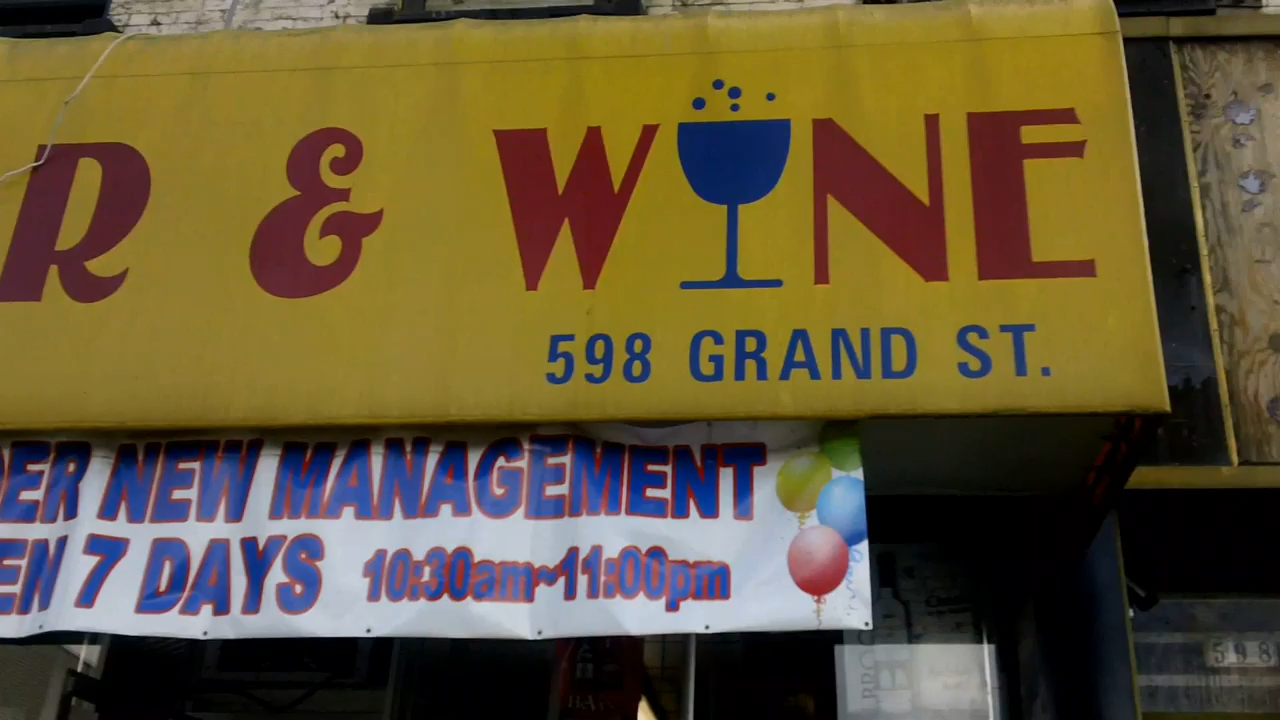 R & WINE
598 GRAND ST.
DER NEW MANAGEMENT
EN 7 DAYS 10:30am~11:00pm
598